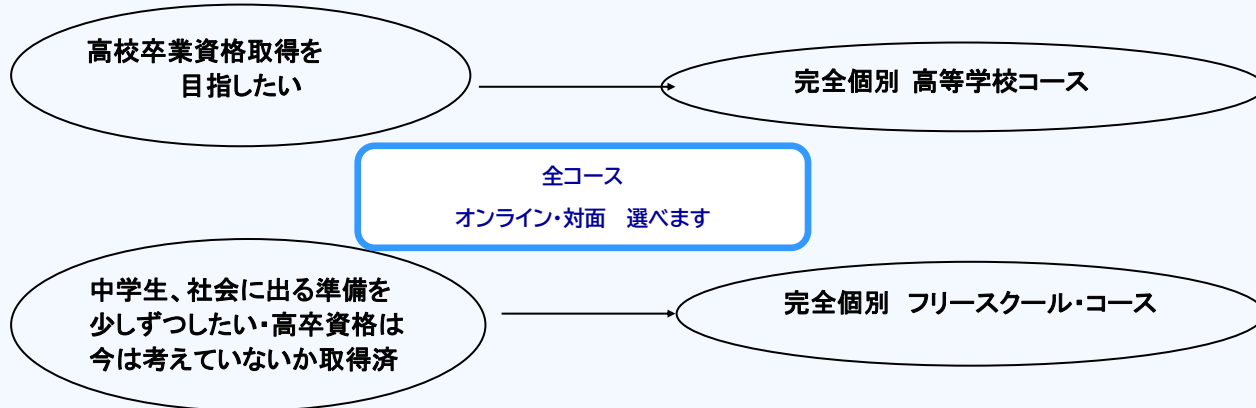 高校卒業資格取得を
目指したい
完全個別 高等学校コース
全コース
オンライン・対面　選べます
中学生、社会に出る準備を
少しずつしたい・高卒資格は
今は考えていないか取得済
完全個別　フリースクール・コース